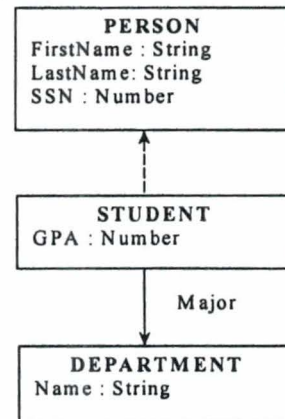 PERSON
FirstName : String
LastName: String
SSN : Number
STUDENT
GPA : Number
Major
DEPARTMENT
Name : String